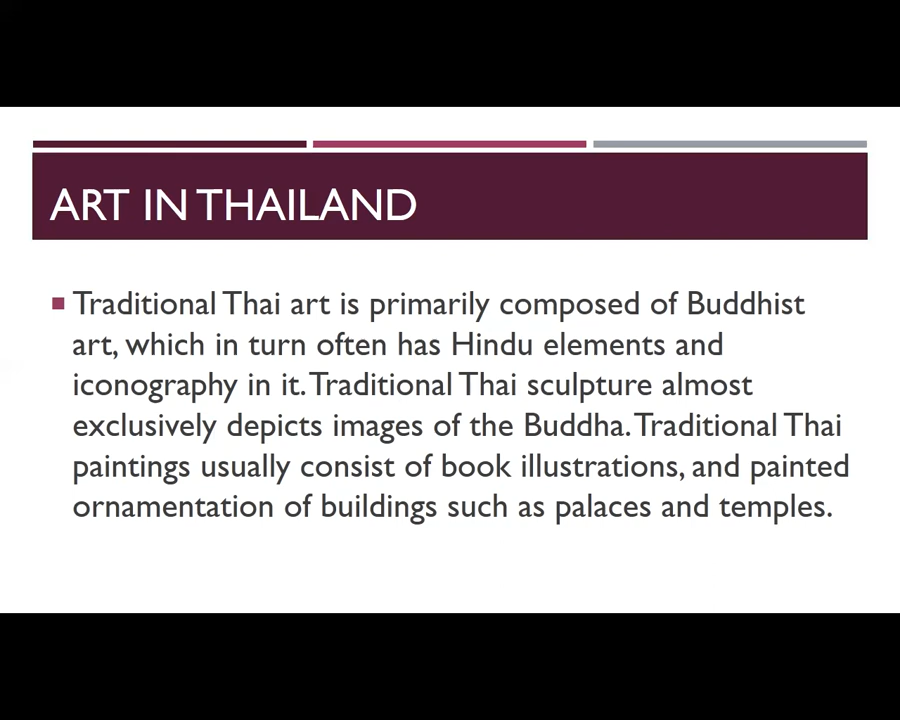 ART IN THAILAND
Traditional Thai art is primarily composed of Buddhist
art, which in turn often has Hindu elements and
iconography in it. Traditional Thai sculpture almost
exclusively depicts images of the Buddha. Traditional Thai
paintings usually consist of book illustrations, and painted
ornamentation of buildings such as palaces and temples.